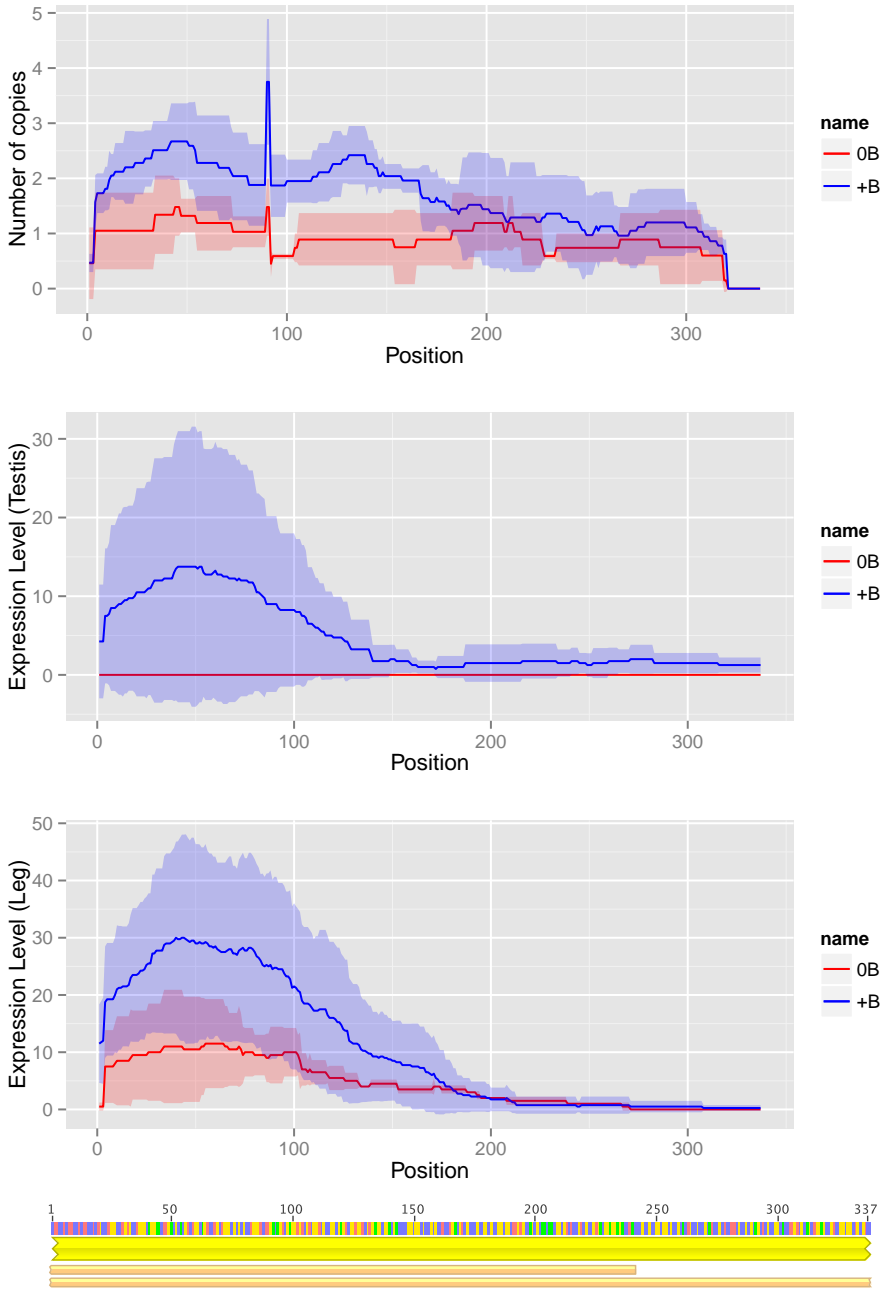 5
4
3
2
1
0
Number of copies
0
100
200
300
Position
name
0B
+B
30
20
10
0
Expression Level (Testis)
0
100
200
300
Position
name
0B
+B
50
40
30
20
10
0
Expression Level (Leg)
0
100
200
300
Position
name
0B
+B
1 50 100 150 200 250 300 337